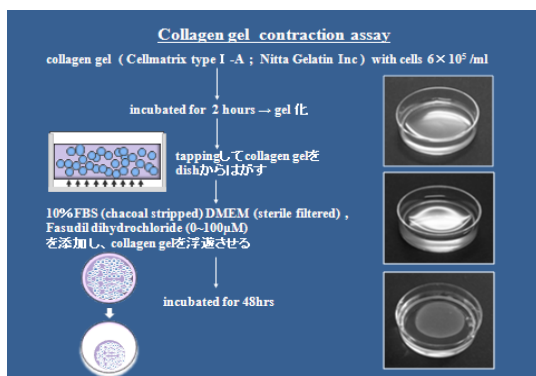 Collagen gel contraction assay
collagen gel ( Cellmatrix type I -A ; Nitta Gelatin Inc ) with cells 6×10⁵ /ml
incubated for 2 hours → gel 化
tappingしてcollagen gelを
dishからはがす
10%FBS (chacoal stripped) DMEM (sterile filtered) ,
Fasudil dihydrochloride (0~100μM)
を添加し、collagen gelを浮遊させる
incubated for 48hrs